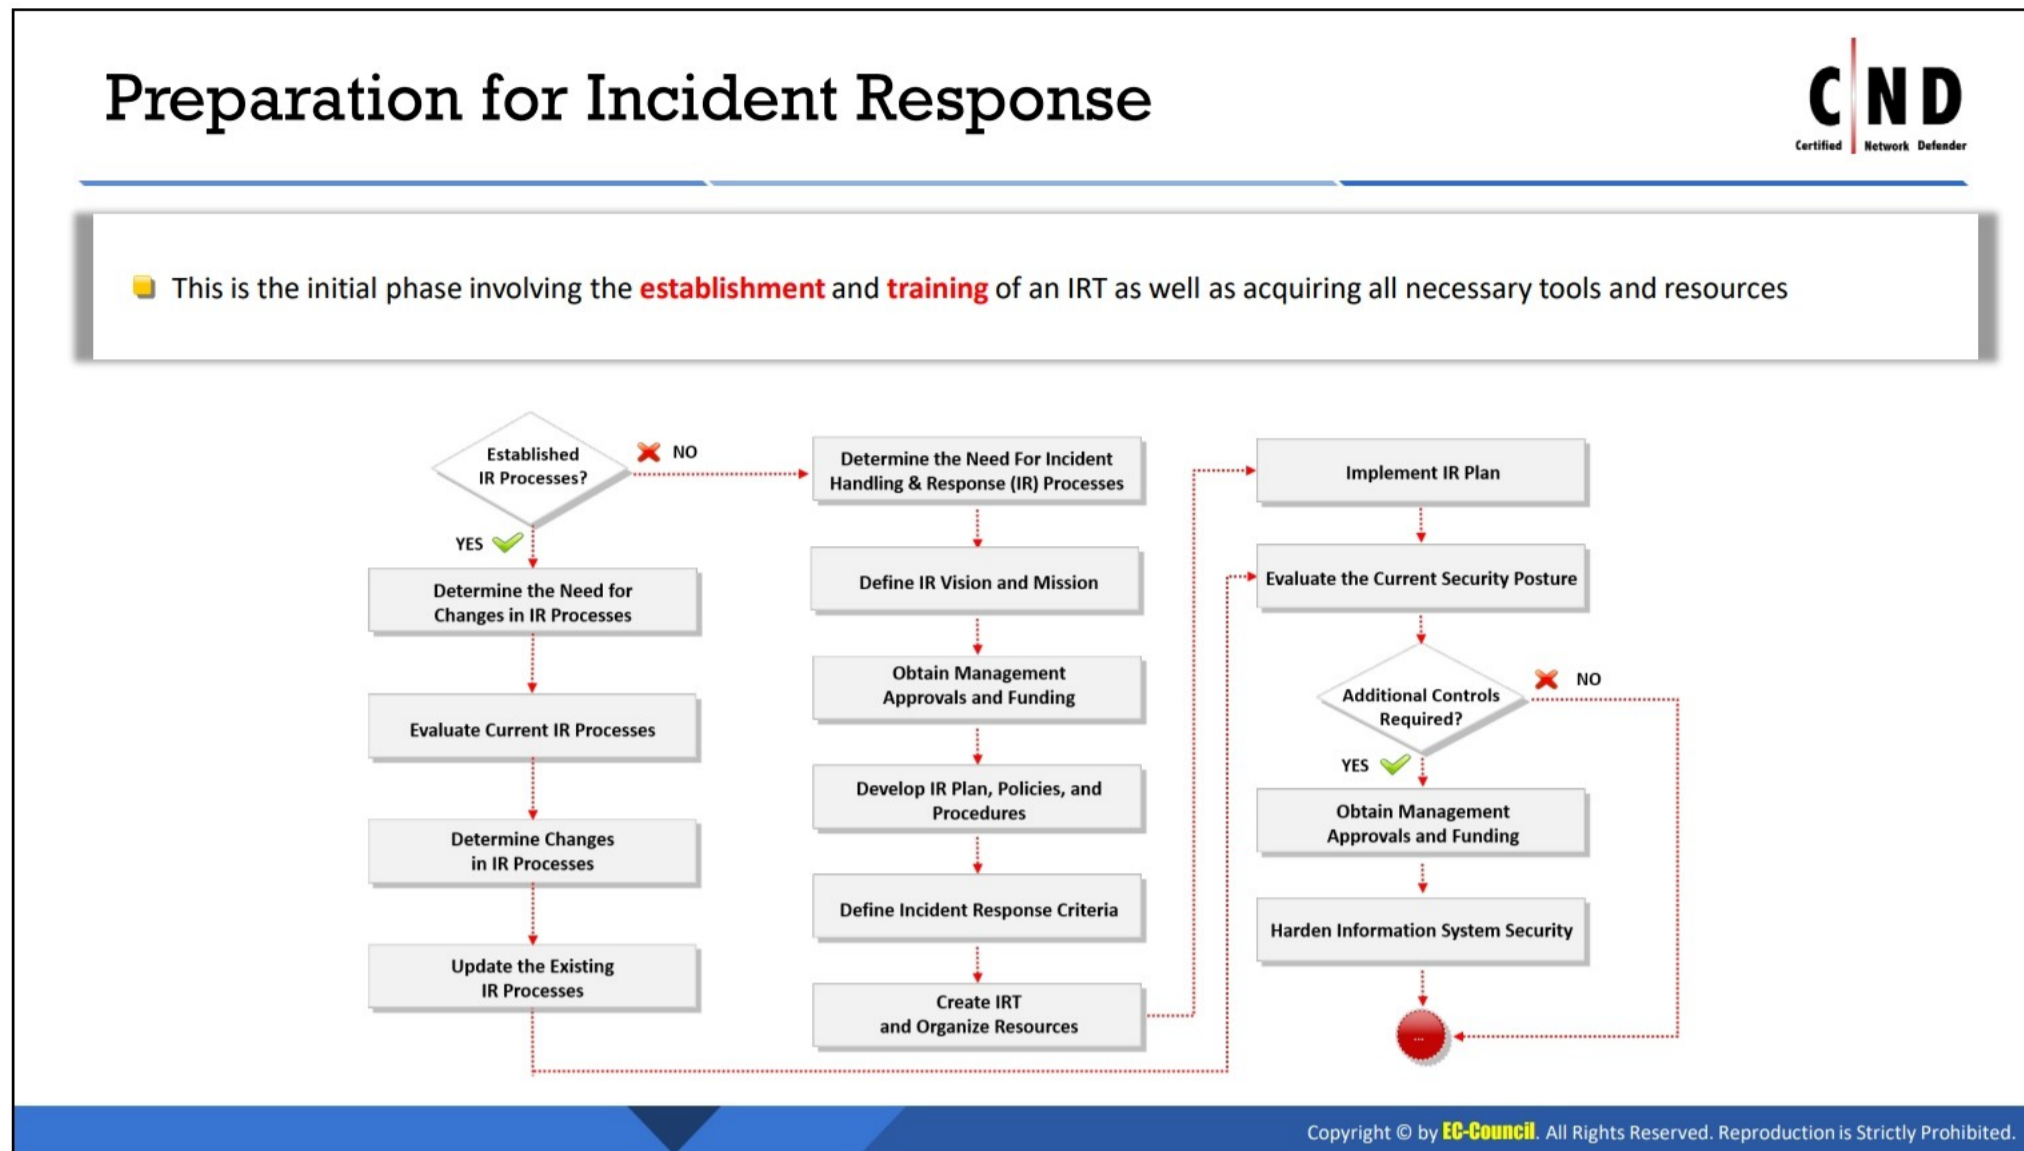 Preparation for Incident Response
C N D
Certified Network Defender
This is the initial phase involving the establishment and training of an IRT as well as acquiring all necessary tools and resources
Established
IR Processes?
NO
YES
Determine the Need for
Changes in IR Processes
Evaluate Current IR Processes
Determine Changes
in IR Processes
Update the Existing
IR Processes
Determine the Need For Incident
Handling & Response (IR) Processes
Define IR Vision and Mission
Obtain Management
Approvals and Funding
Develop IR Plan, Policies, and
Procedures
Define Incident Response Criteria
Create IRT
and Organize Resources
Implement IR Plan
Evaluate the Current Security Posture
Additional Controls
Required?
NO
YES
Obtain Management
Approvals and Funding
Harden Information System Security
...
Copyright © by EC-Council. All Rights Reserved. Reproduction is Strictly Prohibited.